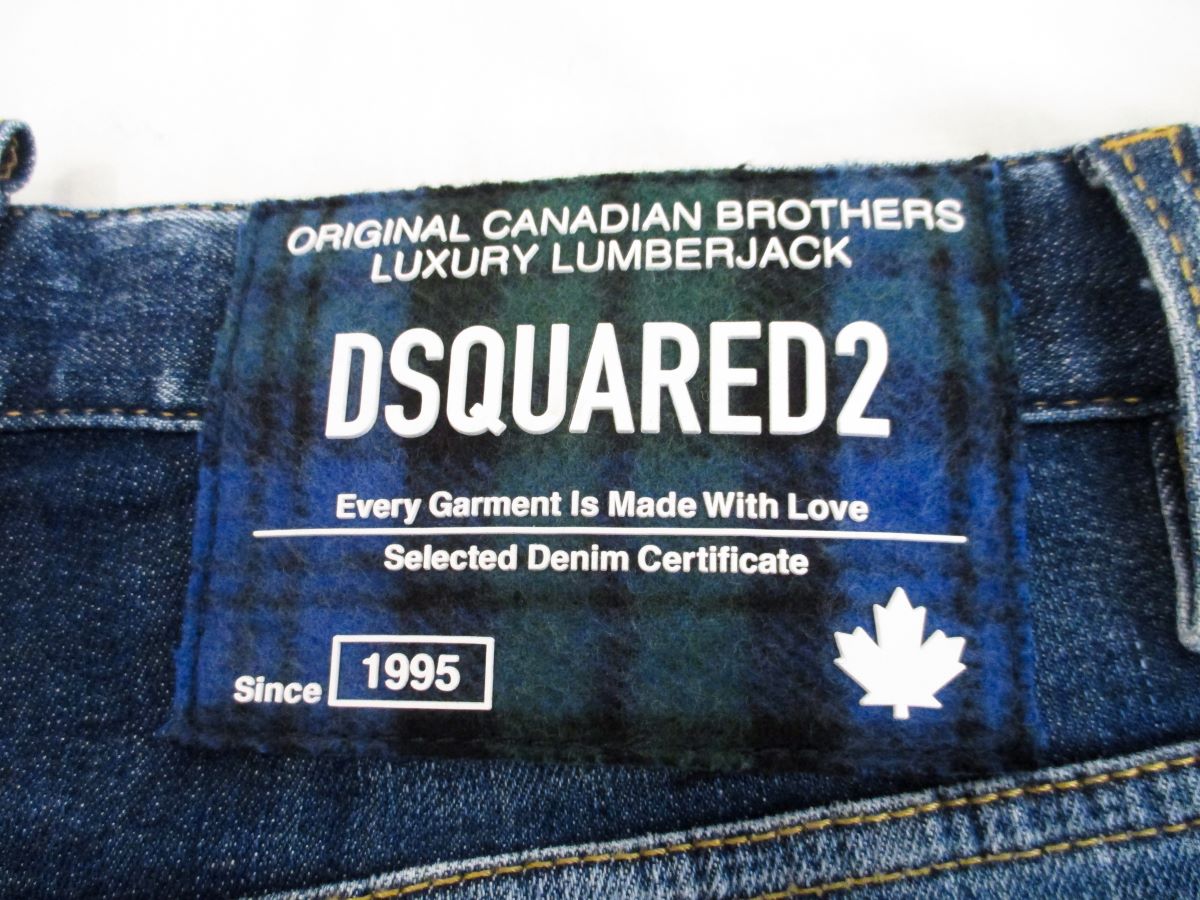 ORIGINAL CANADIAN BROTHERS
LUXURY LUMBERJACK
DSQUARED2
Every Garment Is Made With Love
Selected Denim Certificate
Since 1995